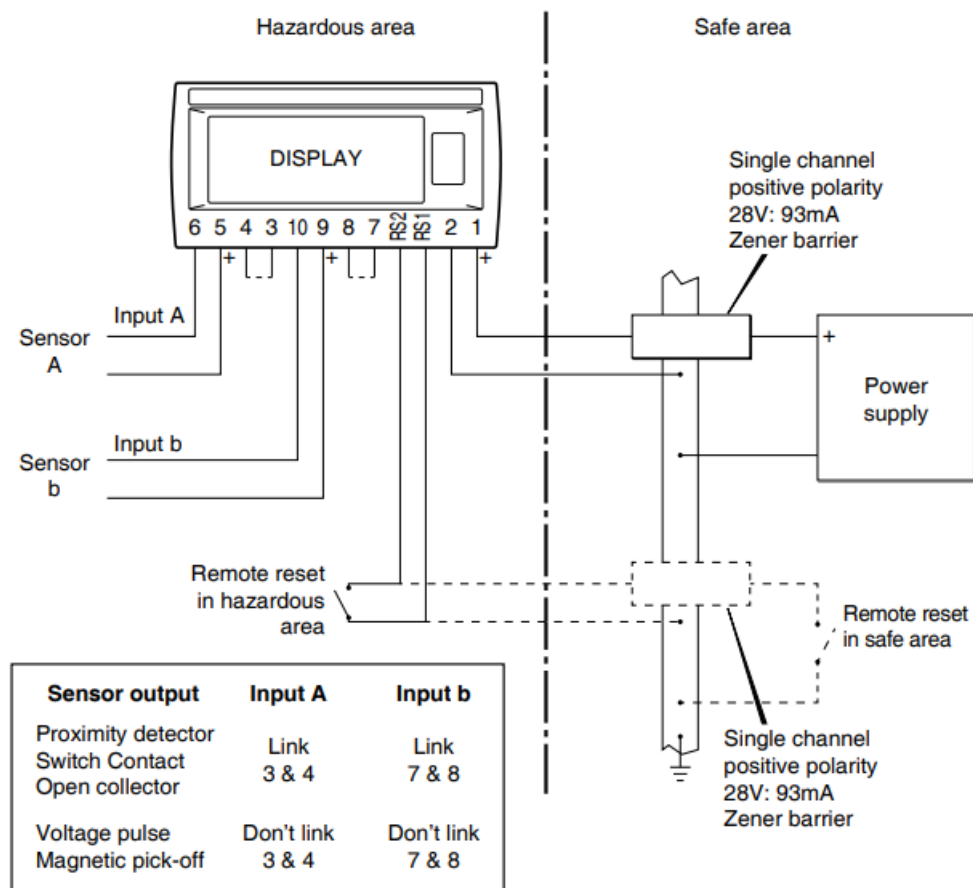 Hazardous area
Safe area
DISPLAY
6 5 4 3 10 9 8 7 RS2 RS1 2 1
+ + +
Single channel
positive polarity
28V: 93mA
Zener barrier
Input A
Sensor
A
+
Power
supply
Input b
Sensor
b
Remote reset
in hazardous
area
Remote reset
in safe area
Sensor output Input A Input b
Proximity detector
Switch Contact
Open collector
Link
3 & 4
Link
7 & 8
Voltage pulse
Magnetic pick-off
Don't link
3 & 4
Don't link
7 & 8
Single channel
positive polarity
28V: 93mA
Zener barrier